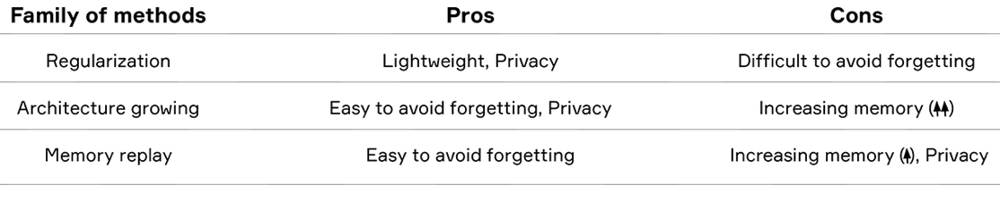 Family of methods Pros Cons
Regularization Lightweight, Privacy Difficult to avoid forgetting
Architecture growing Easy to avoid forgetting, Privacy Increasing memory (↑↑)
Memory replay Easy to avoid forgetting Increasing memory (↑), Privacy